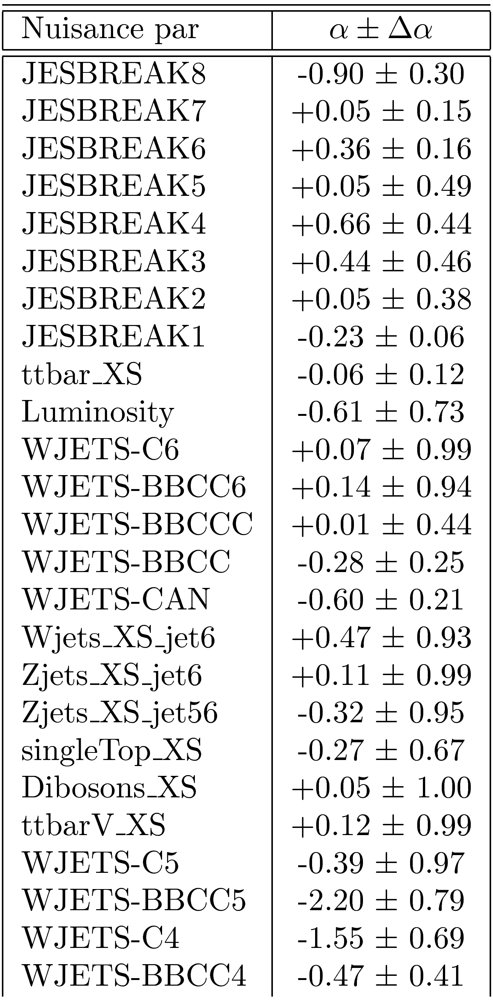 Nuisance par α ± Δα
JESBREAK8 -0.90 ± 0.30
JESBREAK7 +0.05 ± 0.15
JESBREAK6 +0.36 ± 0.16
JESBREAK5 +0.05 ± 0.49
JESBREAK4 +0.66 ± 0.44
JESBREAK3 +0.44 ± 0.46
JESBREAK2 +0.05 ± 0.38
JESBREAK1 -0.23 ± 0.06
ttbar_XS -0.06 ± 0.12
Luminosity -0.61 ± 0.73
WJETS-C6 +0.07 ± 0.99
WJETS-BBCC6 +0.14 ± 0.94
WJETS-BBCCC +0.01 ± 0.44
WJETS-BBCC -0.28 ± 0.25
WJETS-CAN -0.60 ± 0.21
Wjets_XS_jet6 +0.47 ± 0.93
Zjets_XS_jet6 +0.11 ± 0.99
Zjets_XS_jet56 -0.32 ± 0.95
singleTop_XS -0.27 ± 0.67
Dibosons_XS +0.05 ± 1.00
ttbarV_XS +0.12 ± 0.99
WJETS-C5 -0.39 ± 0.97
WJETS-BBCC5 -2.20 ± 0.79
WJETS-C4 -1.55 ± 0.69
WJETS-BBCC4 -0.47 ± 0.41